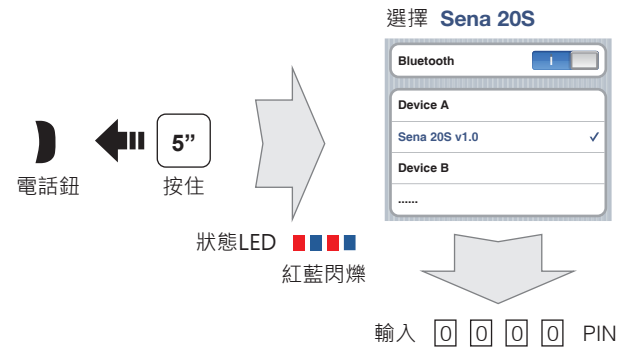 選擇 Sena 20S
Bluetooth
I
Device A
Sena 20S v1.0 ✓
Device B
......
5”
電話鈕
按住
狀態LED
紅藍閃爍
輸入 0 0 0 0 PIN